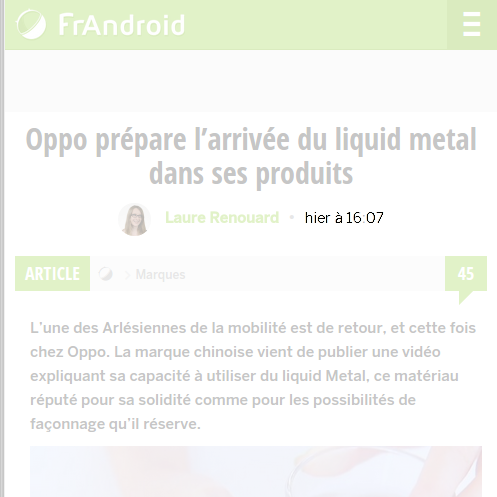 FrAndroid
Oppo prépare l’arrivée du liquid metal
dans ses produits
Laure Renouard • hier à 16:07
ARTICLE > Marques 45
L’une des Arlésiennes de la mobilité est de retour, et cette fois
chez Oppo. La marque chinoise vient de publier une vidéo
expliquant sa capacité à utiliser du liquid Metal, ce matériau
réputé pour sa solidité comme pour les possibilités de
façonnage qu’il réserve.